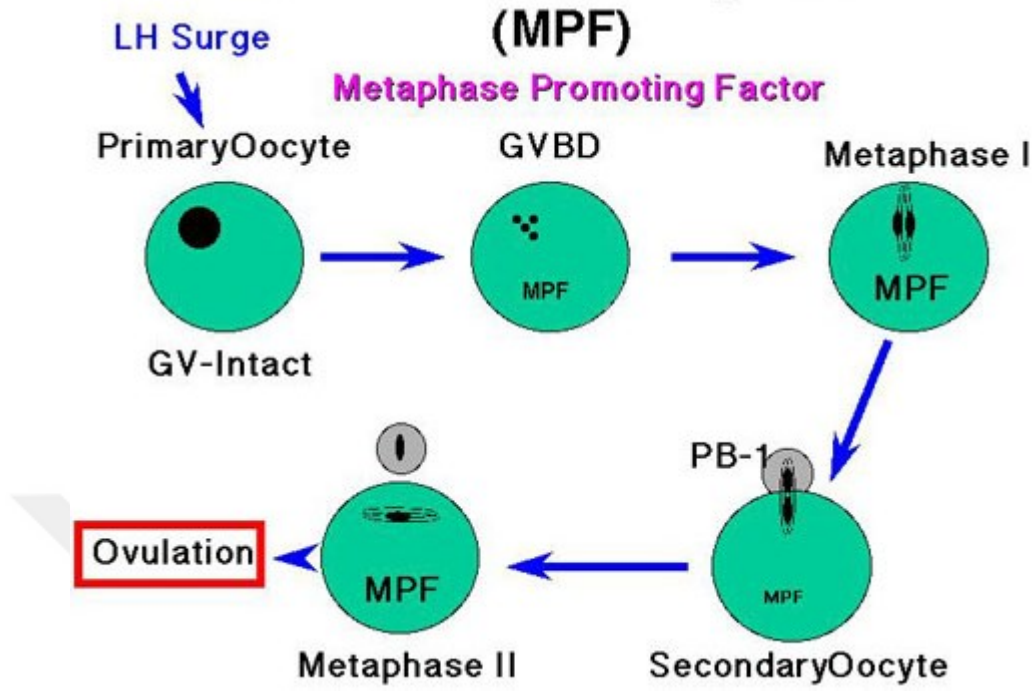 (MPF)
LH Surge
Metaphase Promoting Factor
PrimaryOocyte
GVBD
Metaphase I
MPF
MPF
GV-Intact
PB-1
Ovulation
MPF
MPF
Metaphase II
SecondaryOocyte